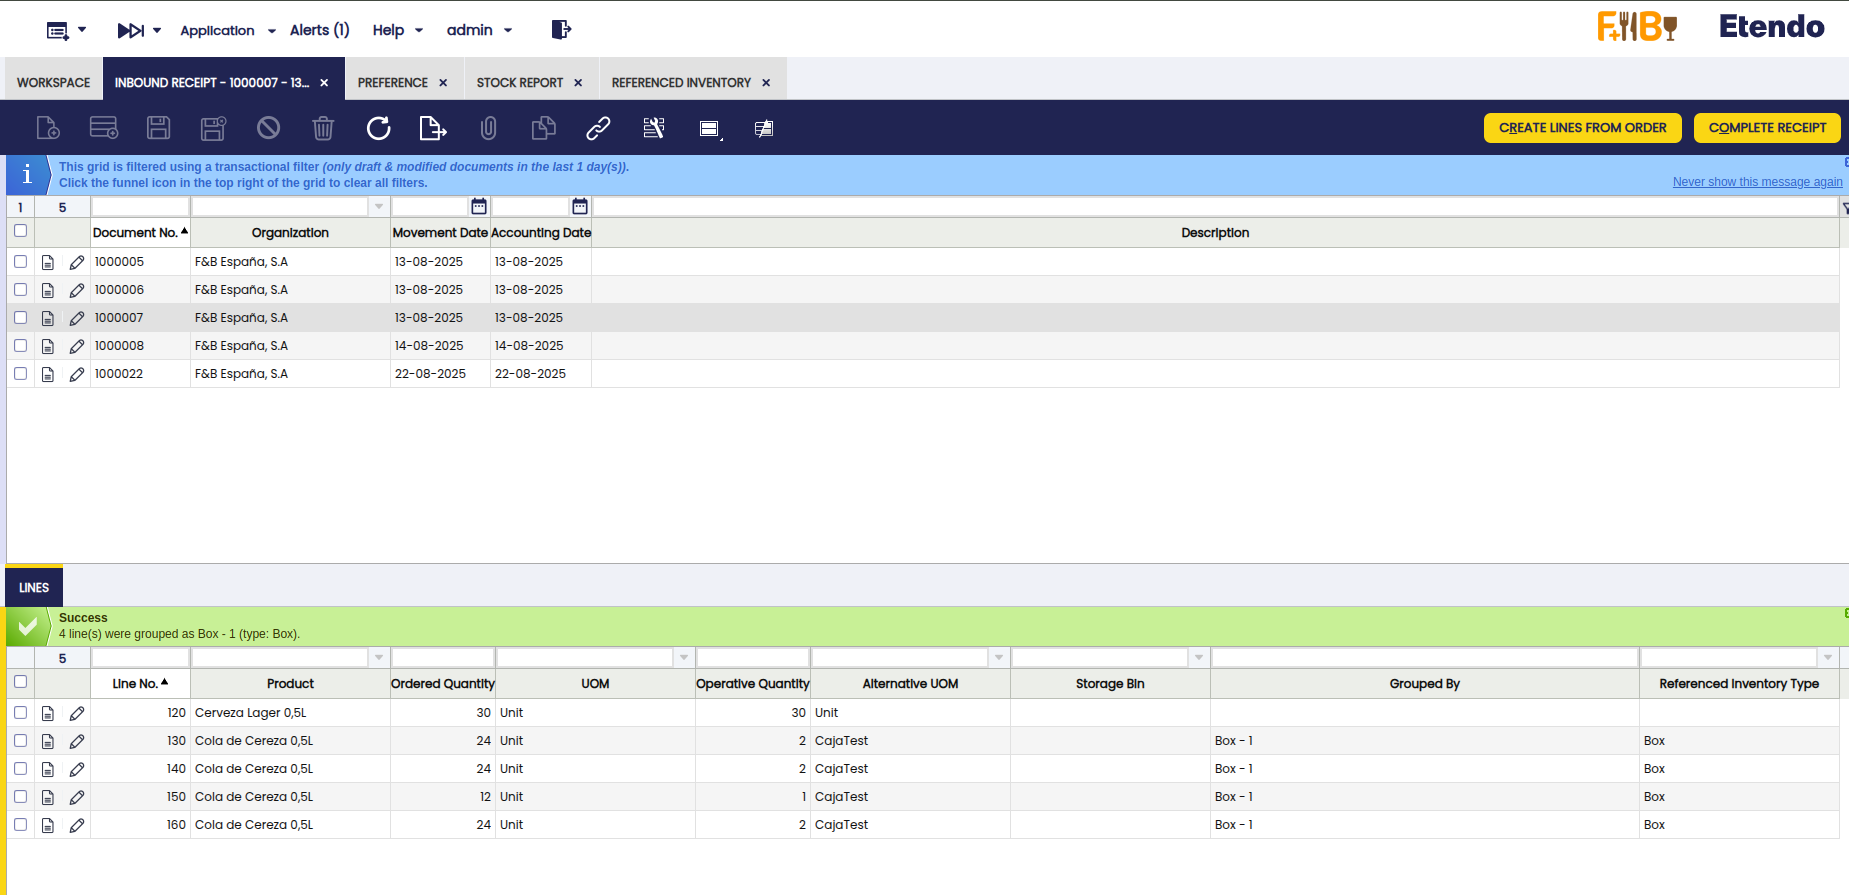 Application
Alerts (1)
Help
admin
F+B
Etendo
WORKSPACE
INBOUND RECEIPT - 1000007 - 13...
PREFERENCE
STOCK REPORT
REFERENCED INVENTORY
CREATE LINES FROM ORDER
COMPLETE RECEIPT
This grid is filtered using a transactional filter (only draft & modified documents in the last 1 day(s)).
Click the funnel icon in the top right of the grid to clear all filters.
Never show this message again
1 5
Document No. Organization Movement Date Accounting Date Description
1000005 F&B España, S.A 13-08-2025 13-08-2025
1000006 F&B España, S.A 13-08-2025 13-08-2025
1000007 F&B España, S.A 13-08-2025 13-08-2025
1000008 F&B España, S.A 14-08-2025 14-08-2025
1000022 F&B España, S.A 22-08-2025 22-08-2025
LINES
Success
4 line(s) were grouped as Box - 1 (type: Box).
5
Line No. Product Ordered Quantity UOM Operative Quantity Alternative UOM Storage Bin Grouped By Referenced Inventory Type
120 Cerveza Lager 0,5L 30 Unit 30 Unit
130 Cola de Cereza 0,5L 24 Unit 2 CajaTest Box - 1 Box
140 Cola de Cereza 0,5L 24 Unit 2 CajaTest Box - 1 Box
150 Cola de Cereza 0,5L 12 Unit 1 CajaTest Box - 1 Box
160 Cola de Cereza 0,5L 24 Unit 2 CajaTest Box - 1 Box